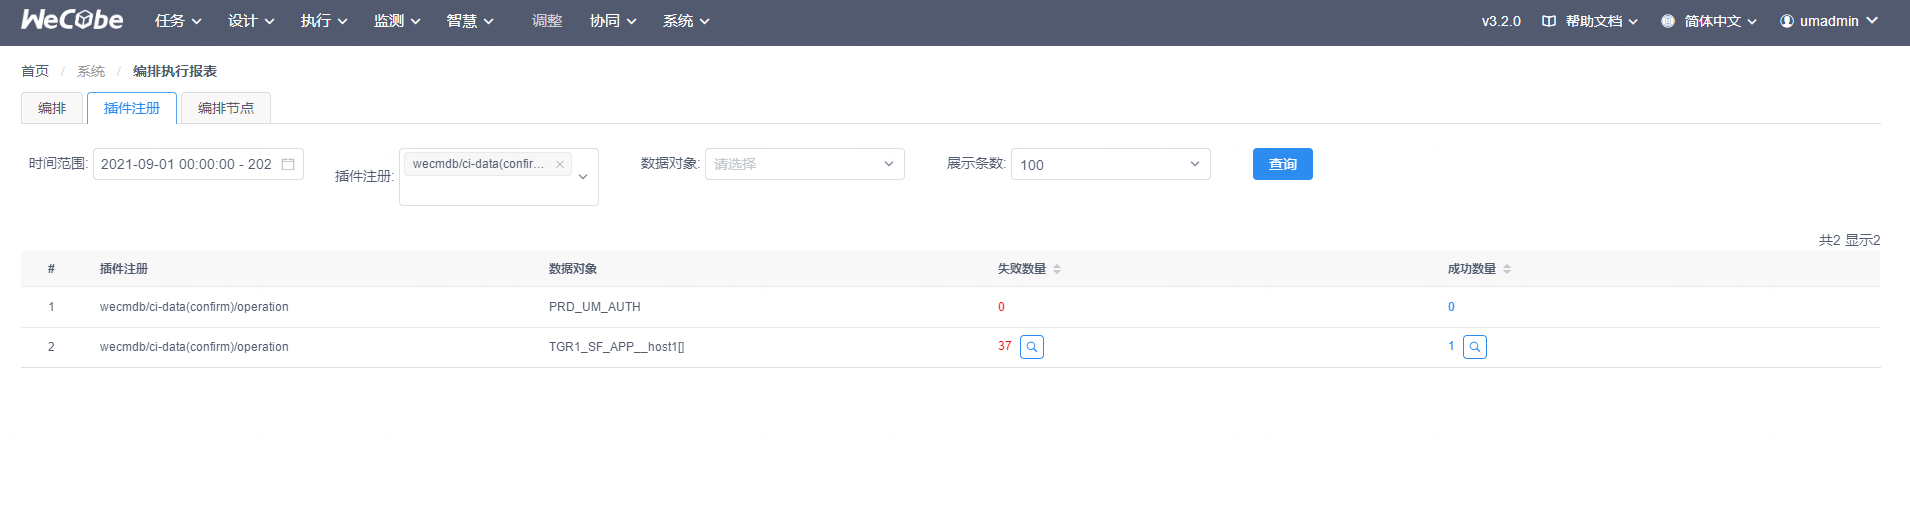 WeCube 任务 设计 执行 监测 智慧 调整 协同 系统 v3.2.0 帮助文档 简体中文 umadmin
首页 / 系统 / 编排执行报表
编排 插件注册 编排节点
时间范围: 2021-09-01 00:00:00 - 202 插件注册: wecmdb/ci-data(confir... 数据对象: 请选择 展示条数: 100 查询
共2 显示2
# 插件注册 数据对象 失败数量 成功数量
1 wecmdb/ci-data(confirm)/operation PRD_UM_AUTH 0 0
2 wecmdb/ci-data(confirm)/operation TGR1_SF_APP__host1[] 37 1